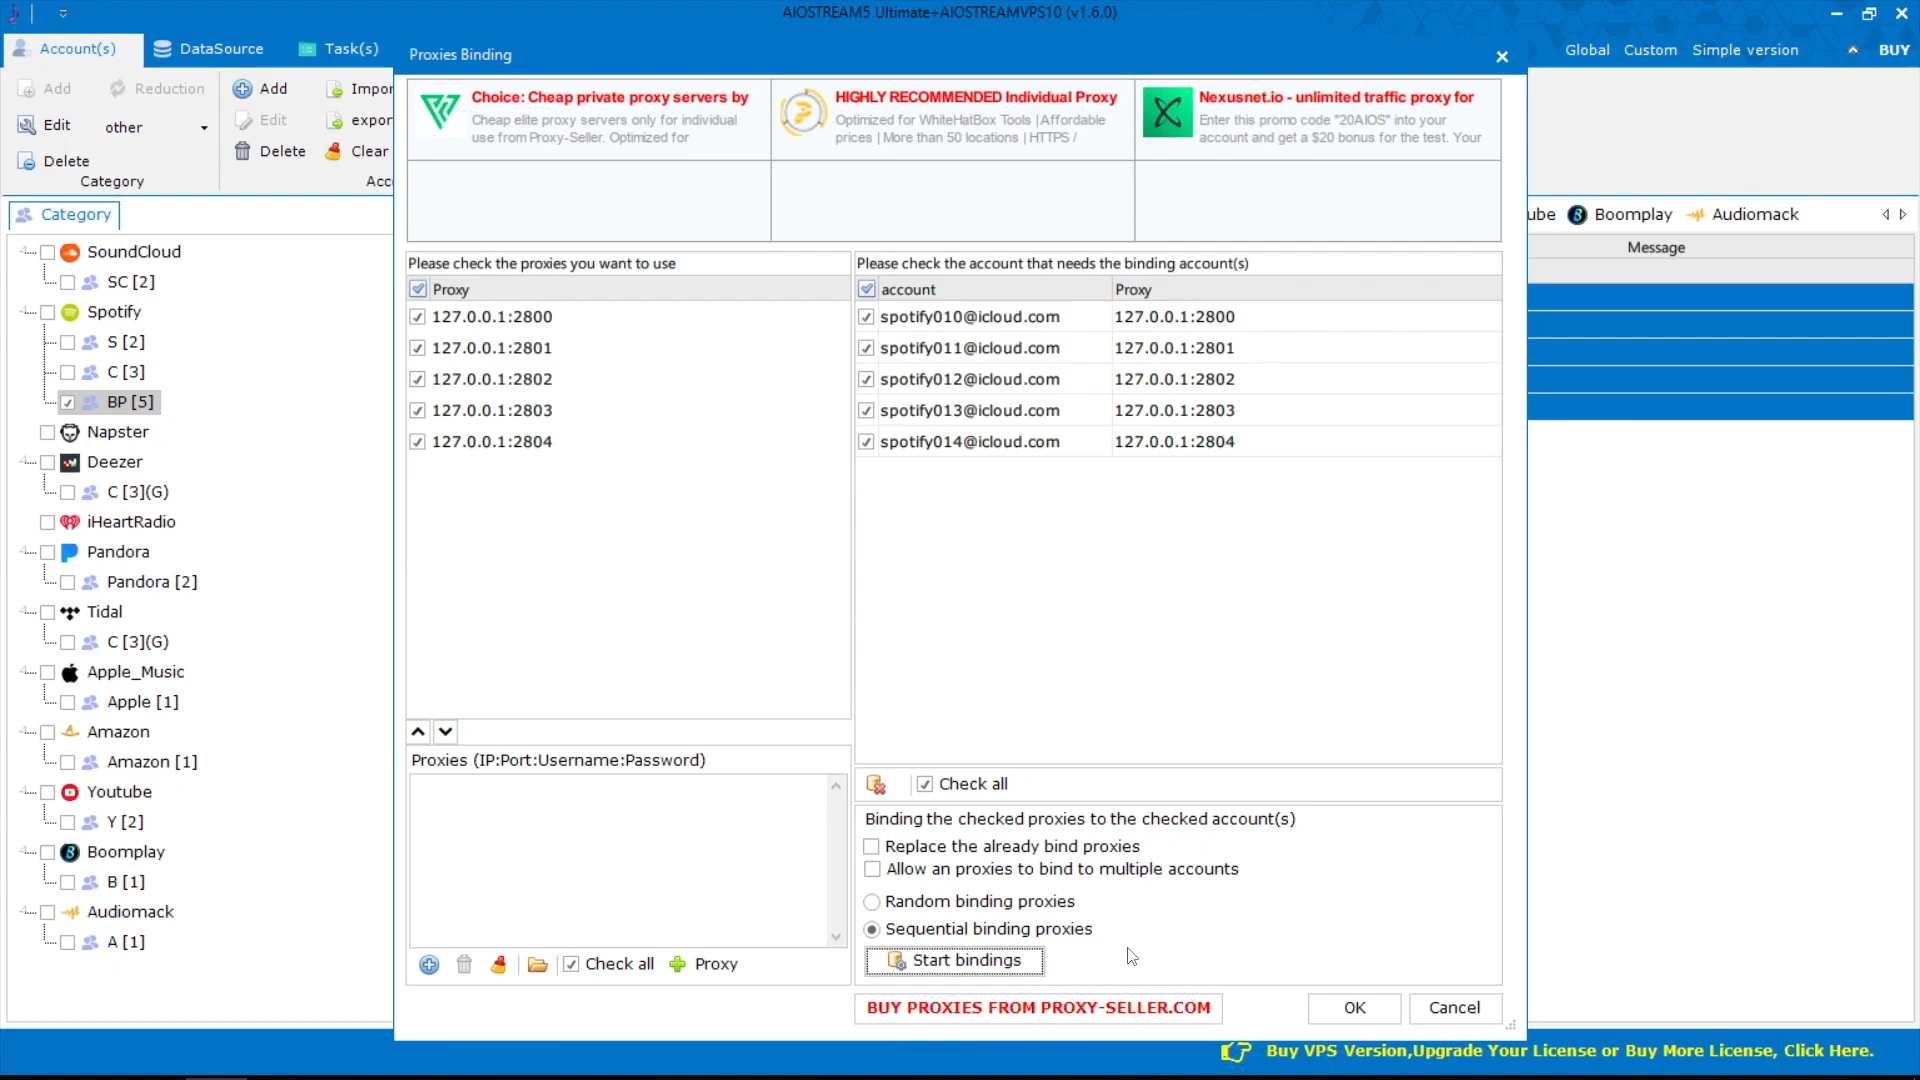 AIOSTREAM5 Ultimate+AIOSTREAMVPS10 (v1.6.0)
Account(s)
DataSource
Task(s)
Proxies Binding
Global
Custom
Simple version
BUY
Add
Reduction
Edit
other
Delete
Category
Add
Edit
Delete
Impor
expor
Clear
Acc
Choice: Cheap private proxy servers by
Cheap elite proxy servers only for individual
use from Proxy-Seller. Optimized for
HIGHLY RECOMMENDED Individual Proxy
Optimized for WhiteHatBox Tools | Affordable
prices | More than 50 locations | HTTPS /
Nexusnet.io - unlimited traffic proxy for
Enter this promo code "20AIOS" into your
account and get a $20 bonus for the test. Your
Category
SoundCloud
SC [2]
Spotify
S [2]
C [3]
BP [5]
Napster
Deezer
C [3](G)
iHeartRadio
Pandora
Pandora [2]
Tidal
C [3](G)
Apple_Music
Apple [1]
Amazon
Amazon [1]
Youtube
Y [2]
Boomplay
B [1]
Audiomack
A [1]
Please check the proxies you want to use
Proxy
127.0.0.1:2800
127.0.0.1:2801
127.0.0.1:2802
127.0.0.1:2803
127.0.0.1:2804
Proxies (IP:Port:Username:Password)
Check all
Proxy
Please check the account that needs the binding account(s)
account Proxy
spotify010@icloud.com 127.0.0.1:2800
spotify011@icloud.com 127.0.0.1:2801
spotify012@icloud.com 127.0.0.1:2802
spotify013@icloud.com 127.0.0.1:2803
spotify014@icloud.com 127.0.0.1:2804
Check all
Binding the checked proxies to the checked account(s)
Replace the already bind proxies
Allow an proxies to bind to multiple accounts
Random binding proxies
Sequential binding proxies
Start bindings
BUY PROXIES FROM PROXY-SELLER.COM
OK
Cancel
ube
Boomplay
Audiomack
Message
Buy VPS Version,Upgrade Your License or Buy More License, Click Here.